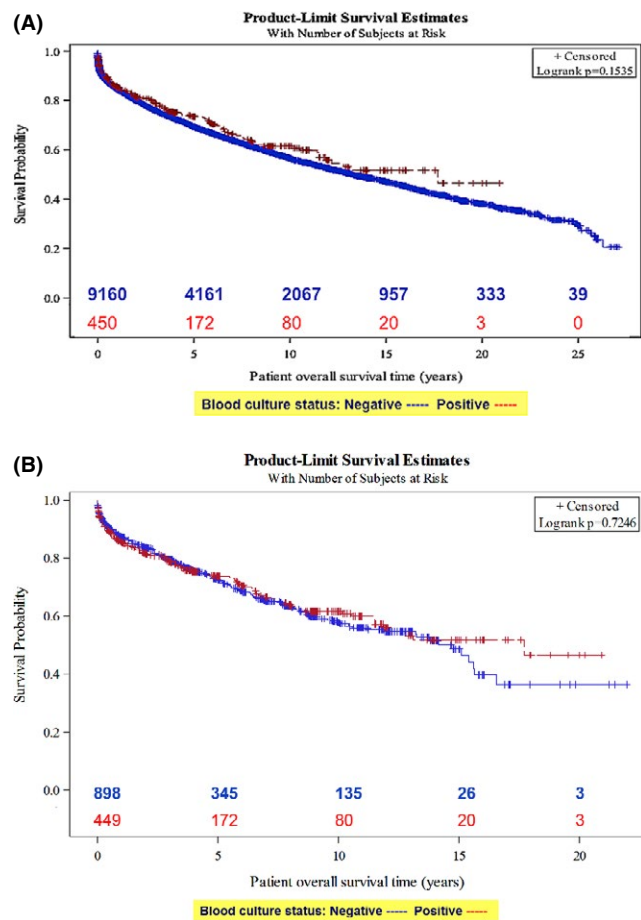 (A)
Product-Limit Survival Estimates
With Number of Subjects at Risk
+ Censored
Logrank p=0.1535
1.0
0.8
0.6
0.4
0.2
0.0
Survival Probability
9160 4161 2067 957 333 39
450 172 80 20 3 0
0 5 10 15 20 25
Patient overall survival time (years)
Blood culture status: Negative ----- Positive -----
(B)
Product-Limit Survival Estimates
With Number of Subjects at Risk
+ Censored
Logrank p=0.7246
1.0
0.8
0.6
0.4
0.2
0.0
Survival Probability
898 345 135 26 3
449 172 80 20 3
0 5 10 15 20
Patient overall survival time (years)
Blood culture status: Negative ----- Positive -----